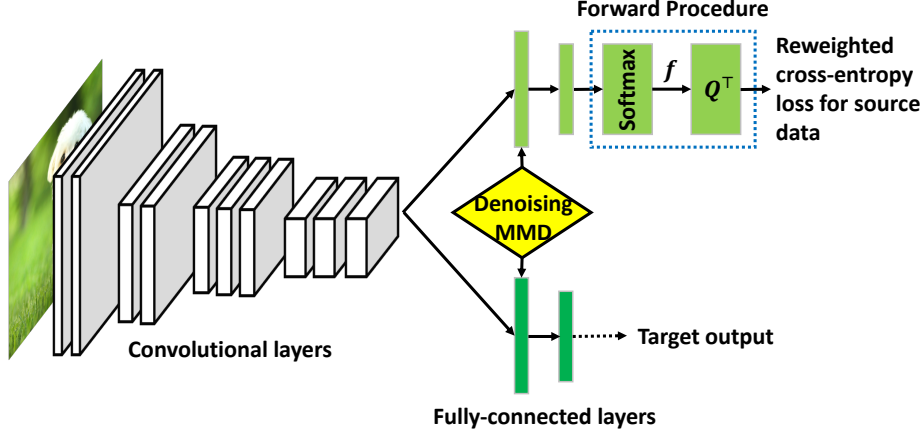 Forward Procedure
Softmax
f
Q⊤
Reweighted
cross-entropy
loss for source
data
Denoising
MMD
Convolutional layers
Target output
Fully-connected layers